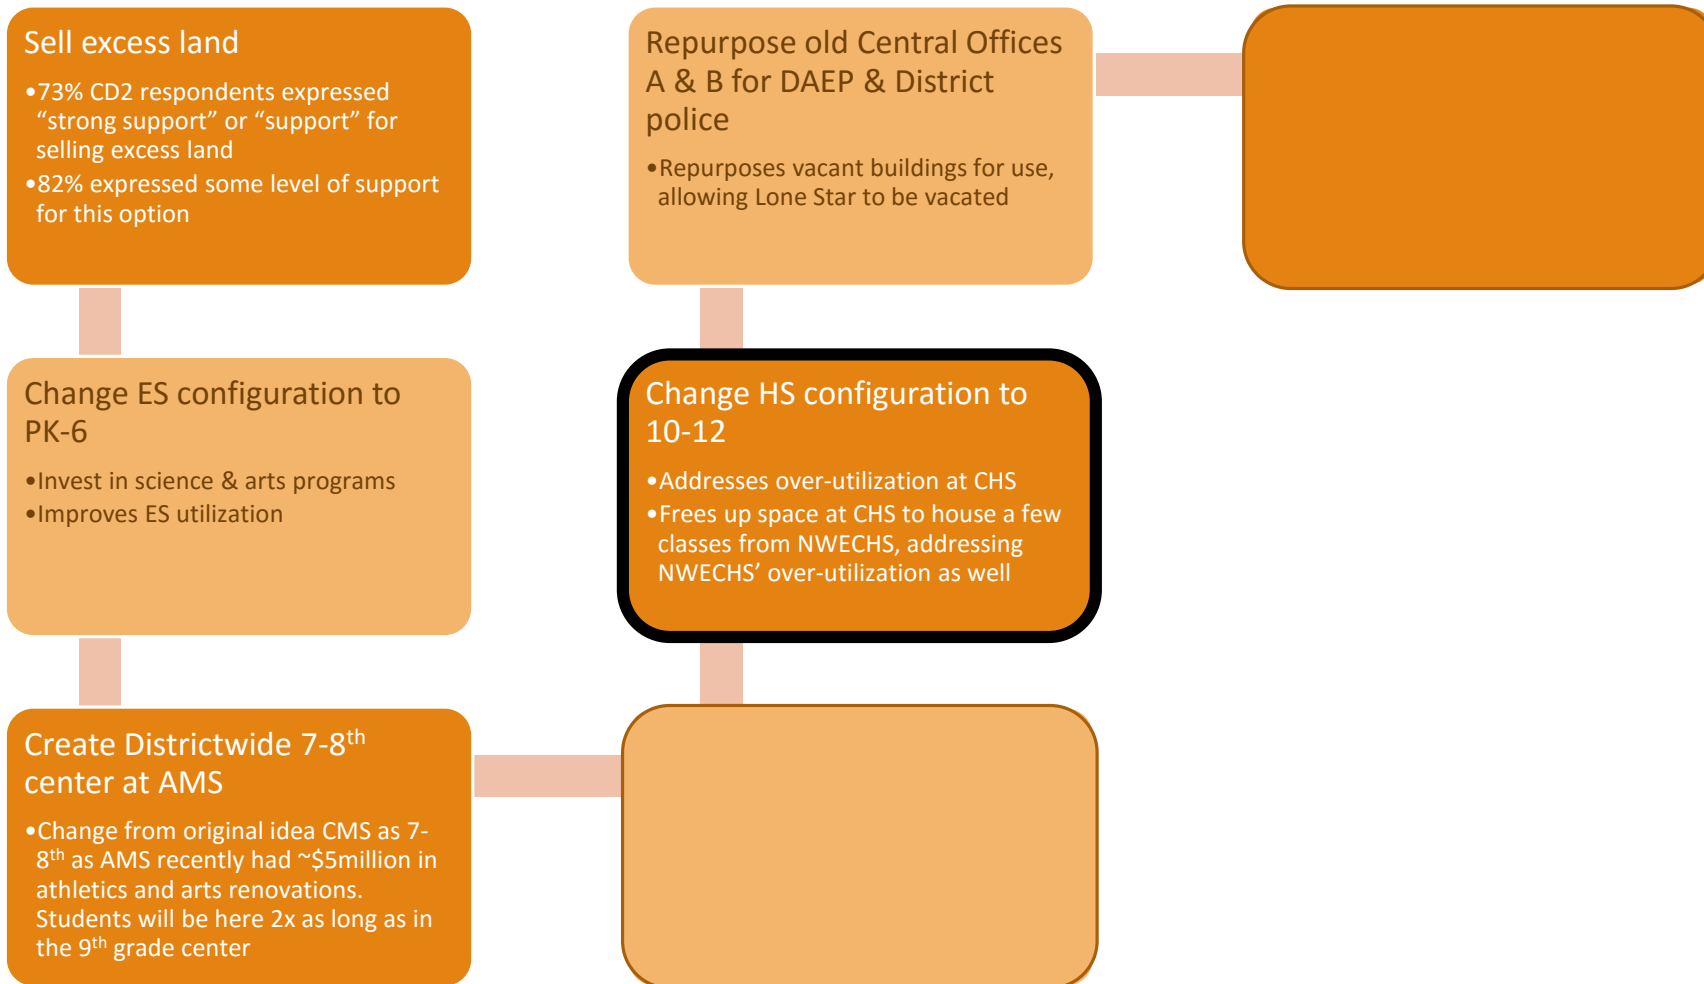 Sell excess land
•73% CD2 respondents expressed
“strong support” or “support” for
selling excess land
•82% expressed some level of support
for this option
Change ES configuration to
PK-6
•Invest in science & arts programs
•Improves ES utilization
Create Districtwide 7-8th
center at AMS
•Change from original idea CMS as 7-
8th as AMS recently had ~$5million in
athletics and arts renovations.
Students will be here 2x as long as in
the 9th grade center
Change HS configuration to
10-12
•Addresses over-utilization at CHS
•Frees up space at CHS to house a few
classes from NWECHS, addressing
NWECHS’ over-utilization as well
Repurpose old Central Offices
A & B for DAEP & District
police
•Repurposes vacant buildings for use,
allowing Lone Star to be vacated